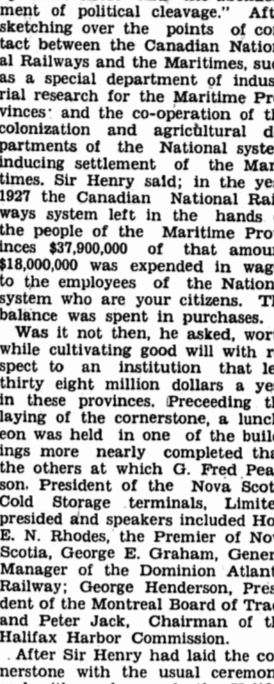 ment of political cleavage." Aft
sketching over the points of co
tact between the Canadian Natio
al Railways and the Maritimes, suc
as a special department of indus
rial research for the Maritime Pr
vinces and the co-operation of t
colonization and agricultural d
partments of the National syste
inducing settlement of the Mar
times. Sir Henry said; in the ye
1927 the Canadian National Rai
ways system left in the hands
the people of the Maritime Pro
inces $37,900,000 of that amou
$18,000,000 was expended in wag
to the employees of the Nation
system who are your citizens. T
balance was spent in purchases.
Was it not then, he asked, wor
while cultivating good will with r
spect to an institution that le
thirty eight million dollars a ye
in these provinces. Preceeding t
laying of the cornerstone, a lunc
eon was held in one of the buil
ings more nearly completed tha
the others at which G. Fred Pea
son. President of the Nova Scot
Cold Storage terminals, Limite
presided and speakers included Ho
E. N. Rhodes, the Premier of No
Scotia, George E. Graham, Gener
Manager of the Dominion Atlant
Railway; George Henderson, Pres
dent of the Montreal Board of Tra
and Peter Jack, Chairman of t
Halifax Harbor Commission.
After Sir Henry had laid the co
nerstone with the usual ceremon